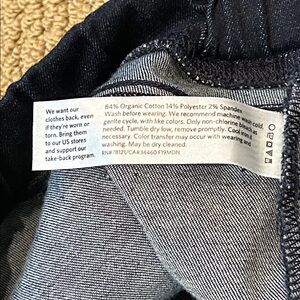 We want our
clothes back, even
if they're worn or
torn. Bring them
to our US stores
and support our
take-back program.
84% Organic Cotton 14% Polyester 2% Spandex
Wash before wearing. We recommend machine wash cold,
gentle cycle, with like colors. Only non-chlorine bleach, as
needed. Tumble dry low, remove promptly. Cool iron if
necessary. Color transfer may occur with wearing and
washing. May be dry cleaned.
F19MDN